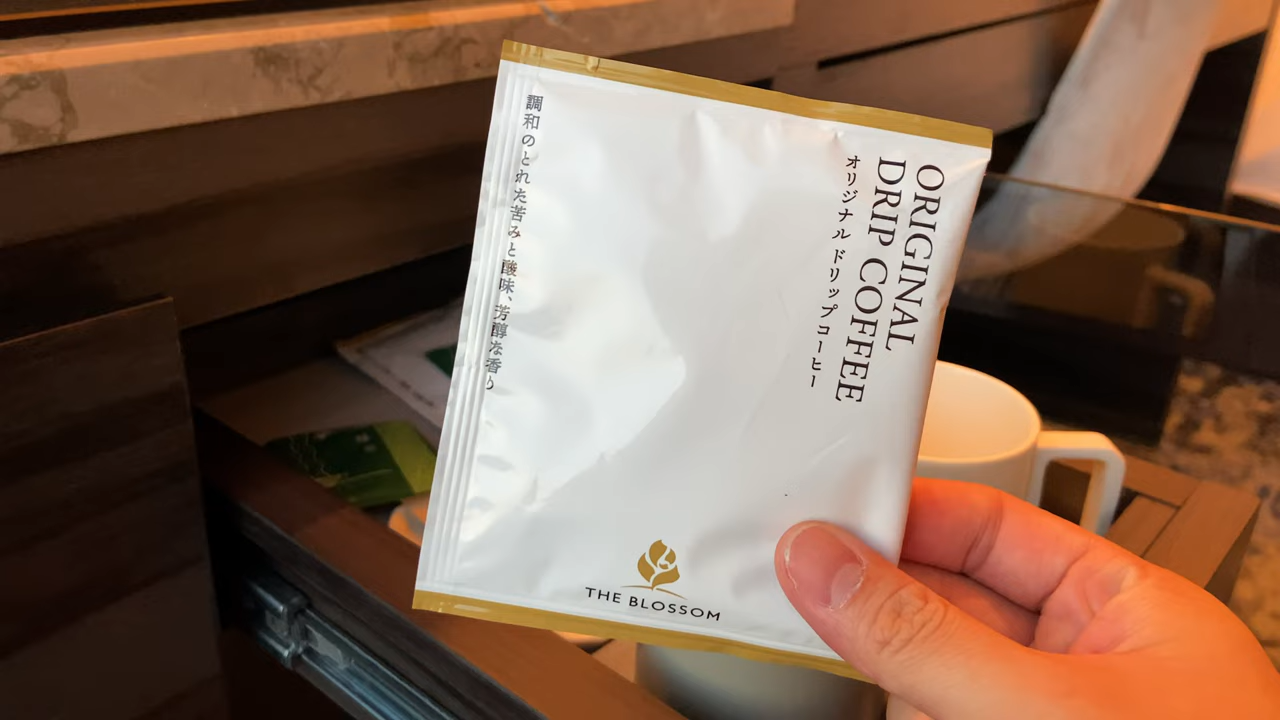 ORIGINAL
DRIP COFFEE
オリジナル ドリップ コーヒー
調和のとれた苦みと酸味、芳醇な香り
THE BLOSSOM